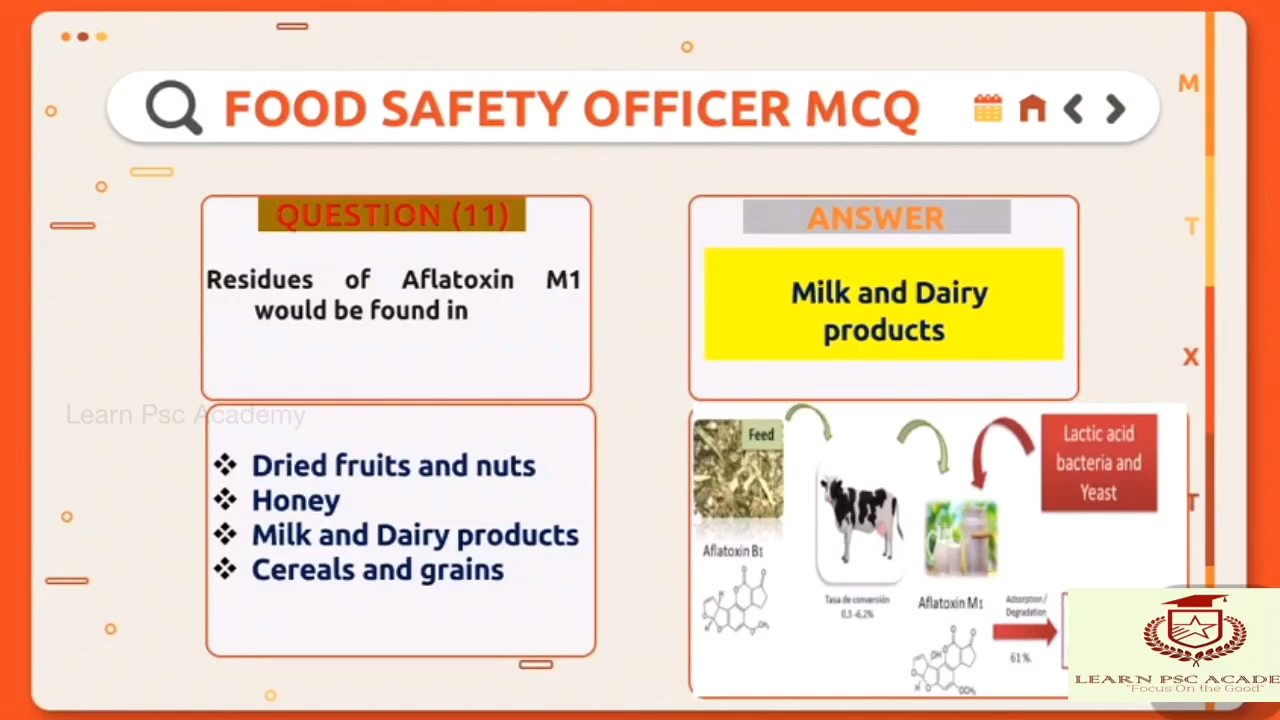 FOOD SAFETY OFFICER MCQ
M
T
X
T
QUESTION (11)
Residues of Aflatoxin M1
would be found in
ANSWER
Milk and Dairy
products
Learn Psc Academy
Dried fruits and nuts
Honey
Milk and Dairy products
Cereals and grains
Feed
Lactic acid
bacteria and
Yeast
Aflatoxin B1
Tasa de conversión
0,3 -6,2%
Aflatoxin M1
Adsorption /
Degradation
61 %
LEARN PSC ACADE
"Focus On the Good"